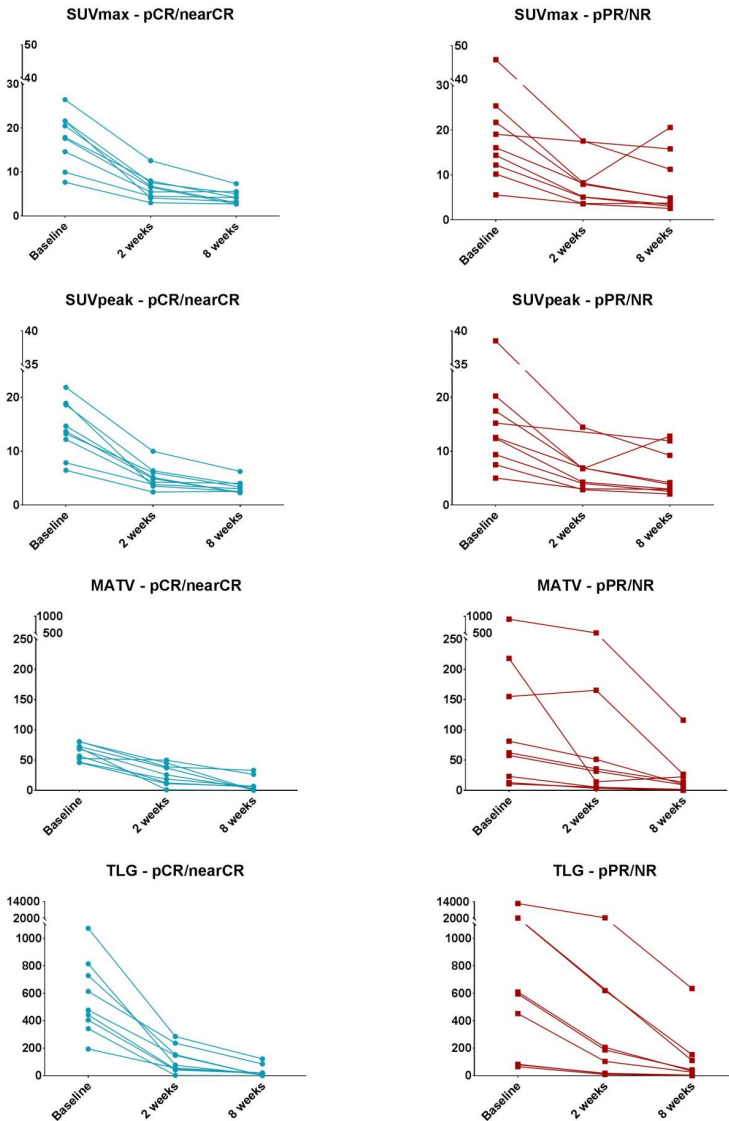 SUVmax - pCR/nearCR
50
40
30
20
10
0
Baseline
2 weeks
8 weeks
SUVmax - pPR/NR
50
40
30
20
10
0
Baseline
2 weeks
8 weeks
SUVpeak - pCR/nearCR
40
35
20
10
0
Baseline
2 weeks
8 weeks
SUVpeak - pPR/NR
40
35
20
10
0
Baseline
2 weeks
8 weeks
MATV - pCR/nearCR
1000
500
250
200
150
100
50
0
Baseline
2 weeks
8 weeks
MATV - pPR/NR
1000
500
250
200
150
100
50
0
Baseline
2 weeks
8 weeks
TLG - pCR/nearCR
14000
2000
1000
800
600
400
200
0
Baseline
2 weeks
8 weeks
TLG - pPR/NR
14000
2000
1000
800
600
400
200
0
Baseline
2 weeks
8 weeks